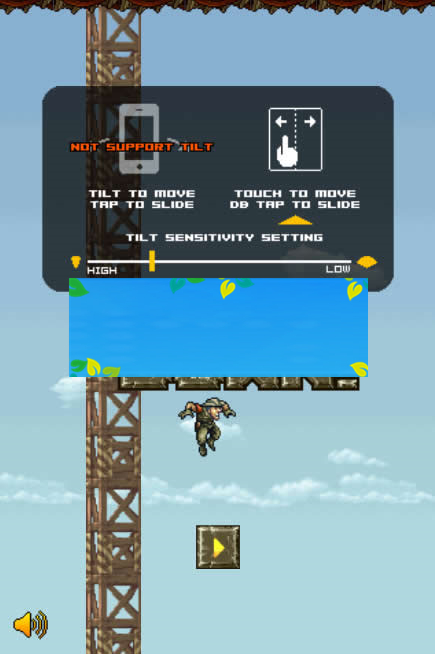 NOT SUPPORT TILT
TILT TO MOVE
TAP TO SLIDE
TOUCH TO MOVE
DB TAP TO SLIDE
TILT SENSITIVITY SETTING
HIGH
LOW